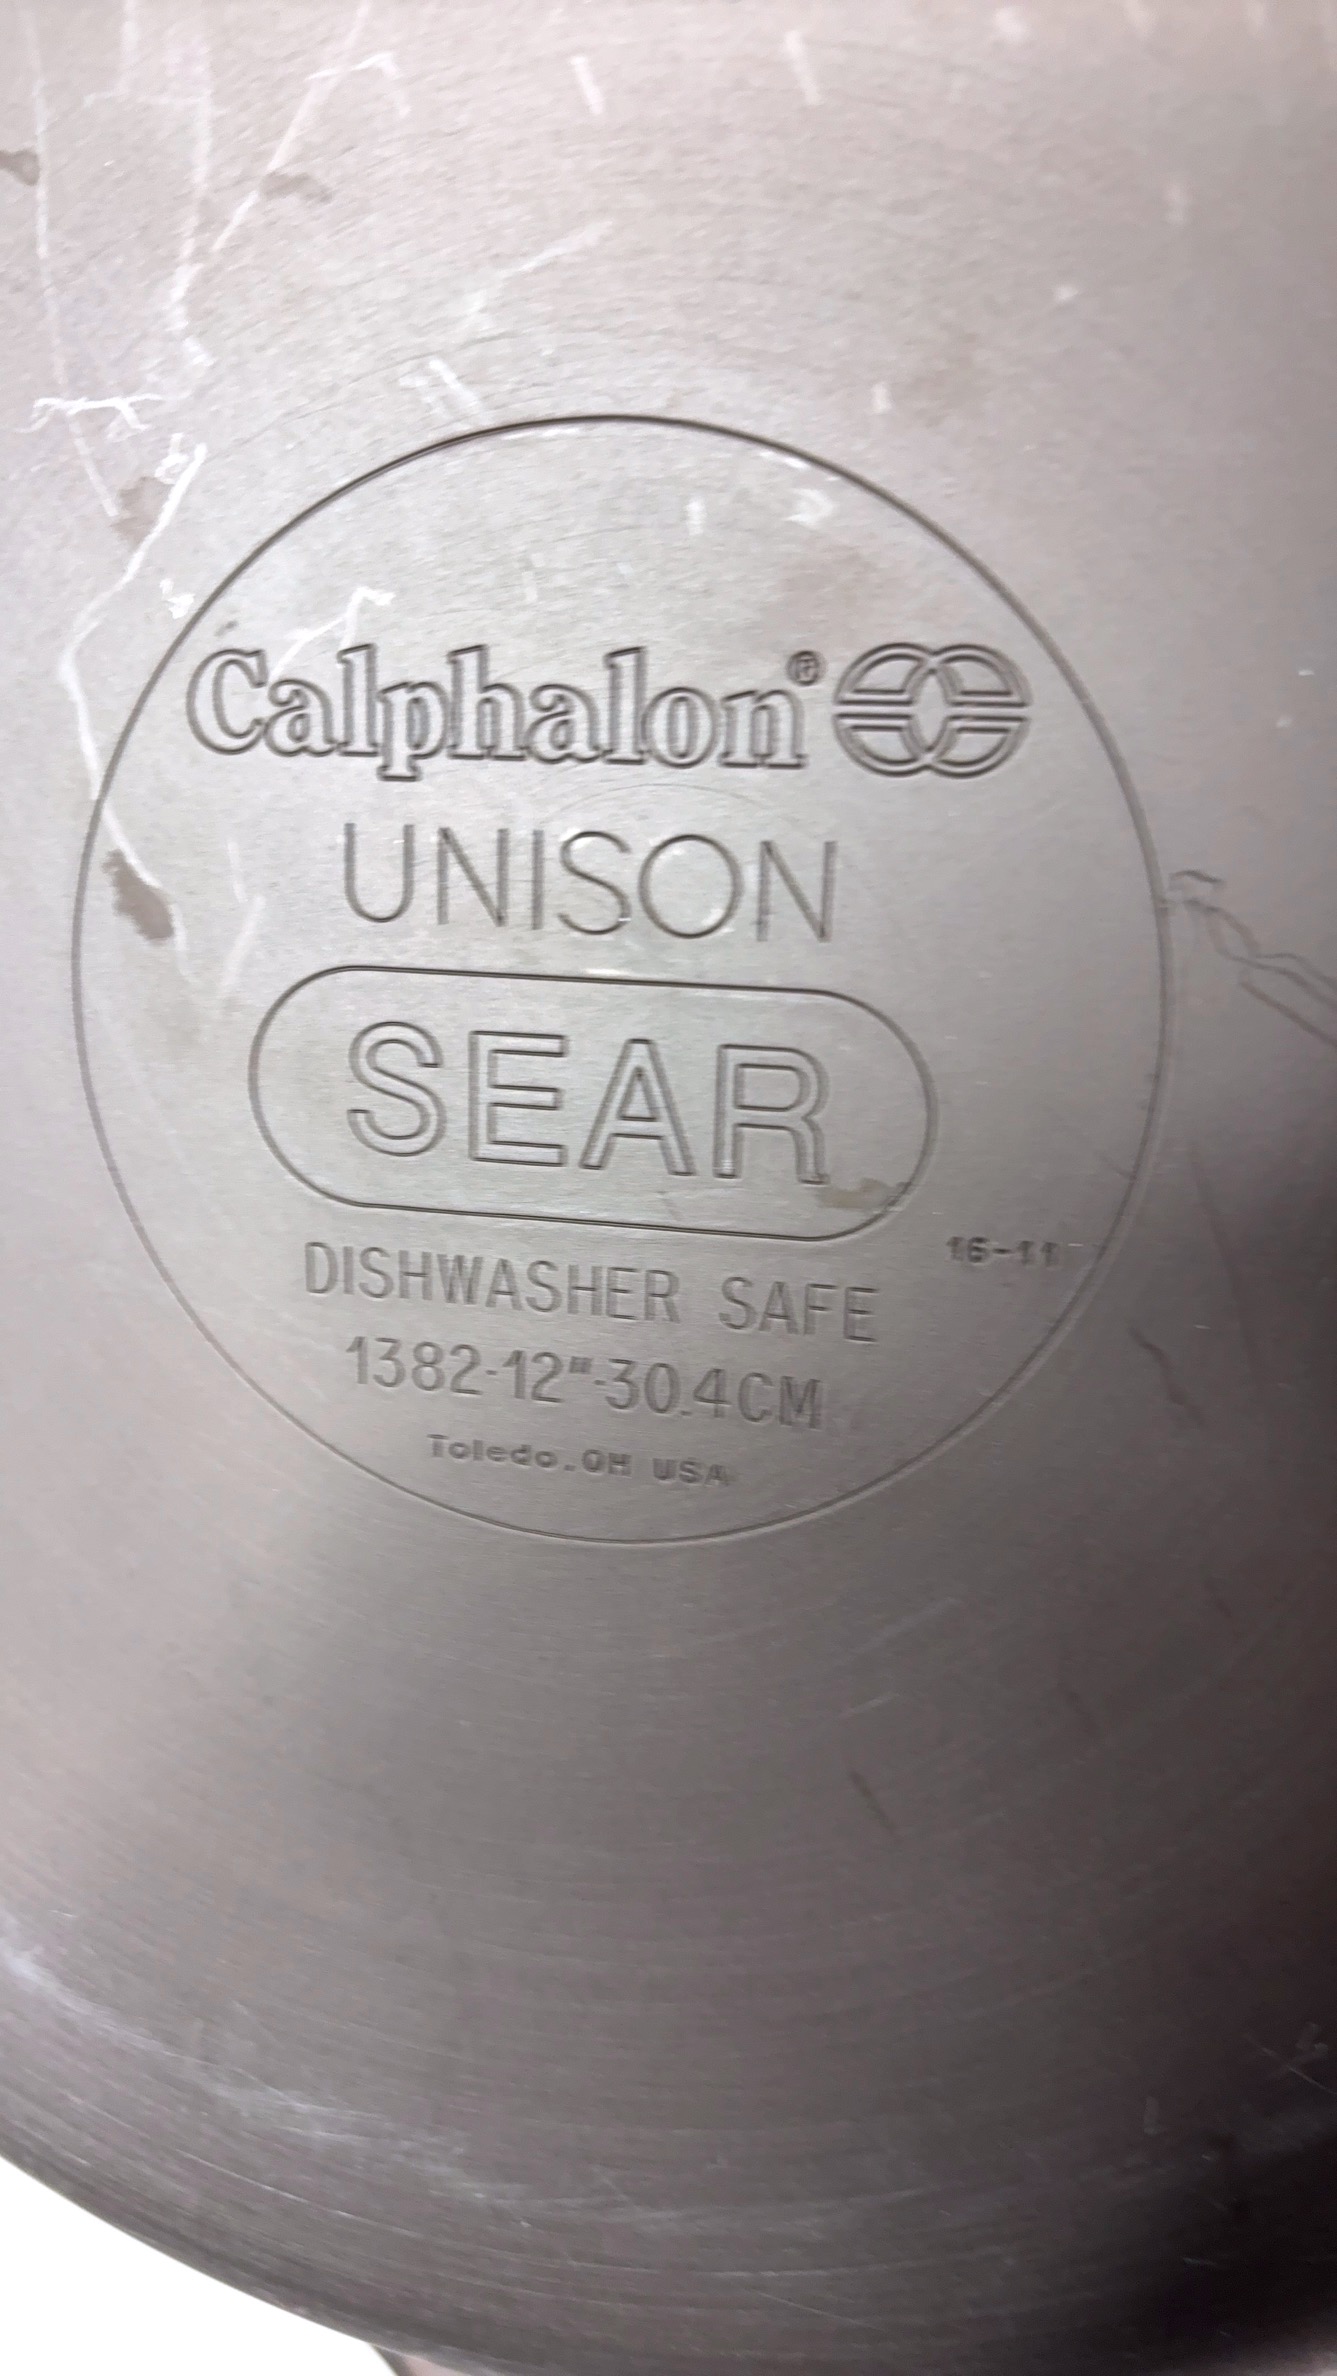 Calphalon®
UNISON
SEAR
16-11
DISHWASHER SAFE
1382-12"-30.4CM
Toledo.OH USA